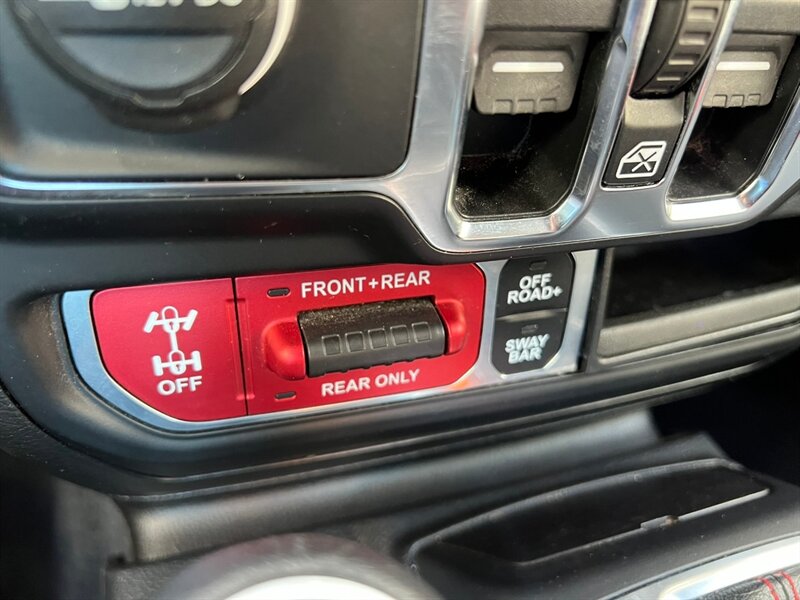 FRONT+REAR
OFF
REAR ONLY
OFF
ROAD+
SWAY
BAR